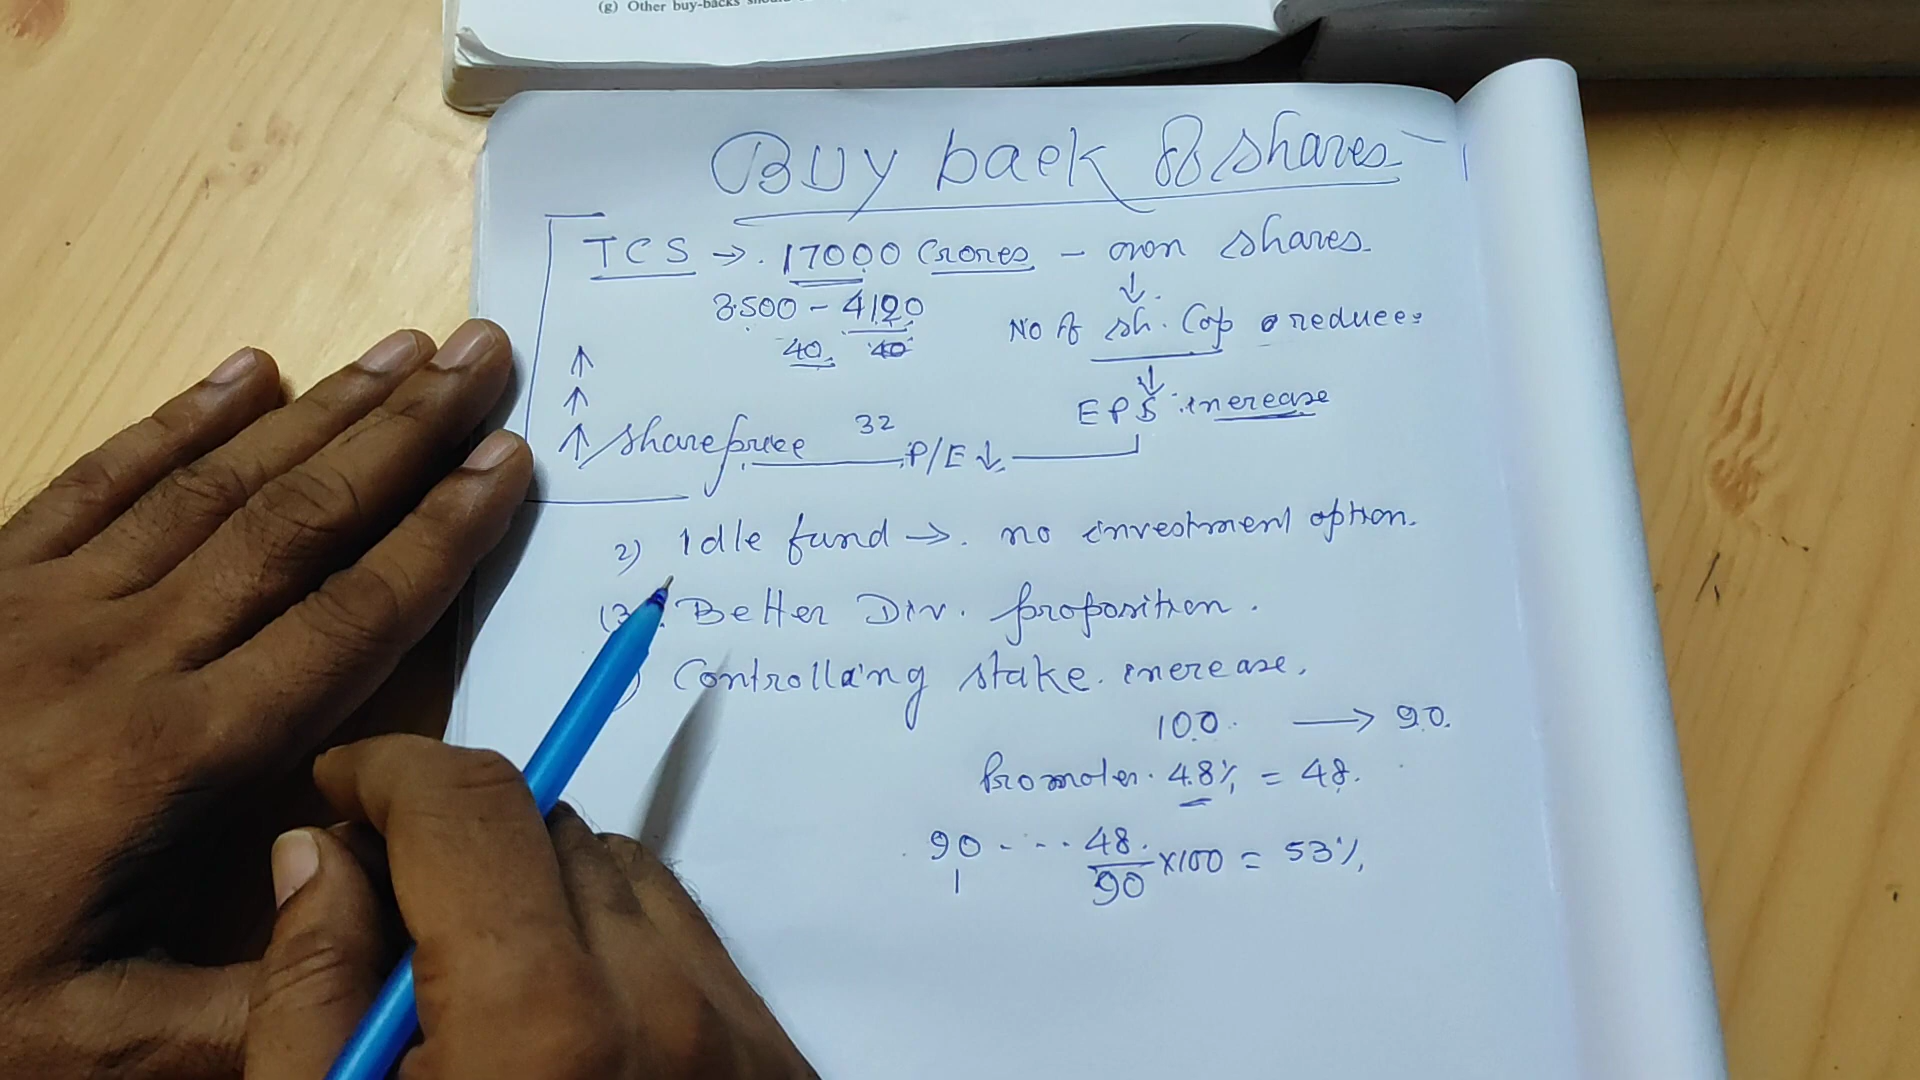 (g) Other buy-backs
Buy back of shares
TCS → 17000 Crores – own shares.
↓
3500 – 4120
No of sh. Cap reduces
40 40
↑
↓
↑
EPS increase
32
↑ share price P/E ↓
2) Idle fund → no investment option.
(3 Better Div. proposition.
) Controlling stake increase.
100 → 90.
Promoter. 48% = 48.
90 - - - 48/90 ×100 = 53%